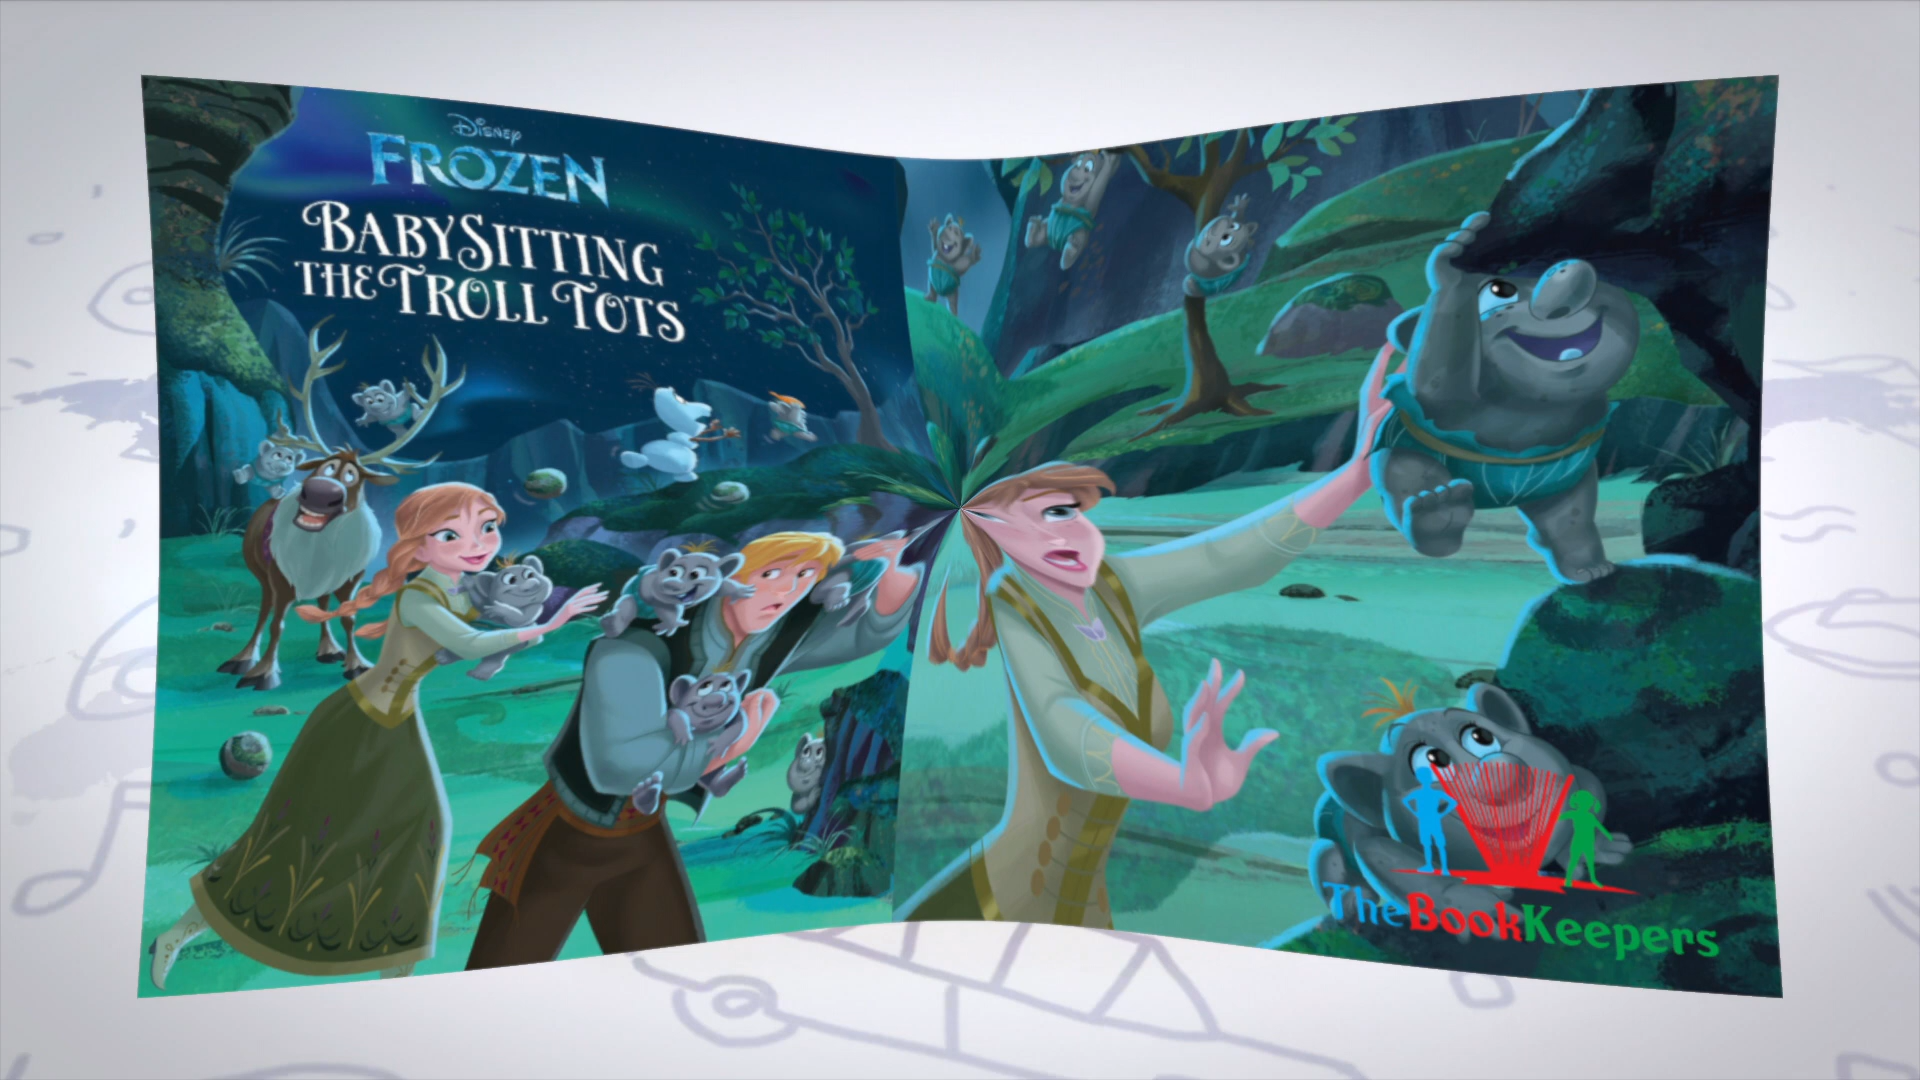 Disney
FROZEN
BABYSITTING
THE TROLL TOTS
TheBookKeepers